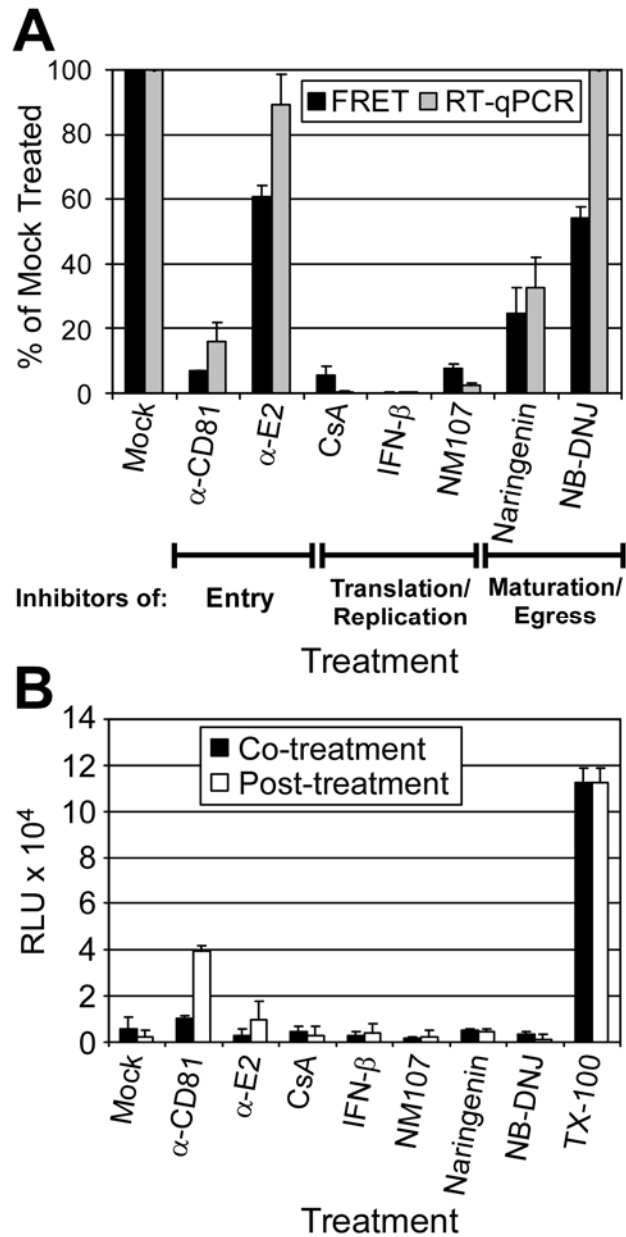 A
% of Mock Treated
100
80
60
40
20
0
FRET RT-qPCR
Mock
α-CD81
α-E2
CsA
IFN-β
NM107
Naringenin
NB-DNJ
Inhibitors of: Entry Translation/ Replication Maturation/ Egress
Treatment
B
RLU x 10⁴
14
12
10
8
6
4
2
0
Co-treatment
Post-treatment
Mock
α-CD81
α-E2
CsA
IFN-β
NM107
Naringenin
NB-DNJ
TX-100
Treatment